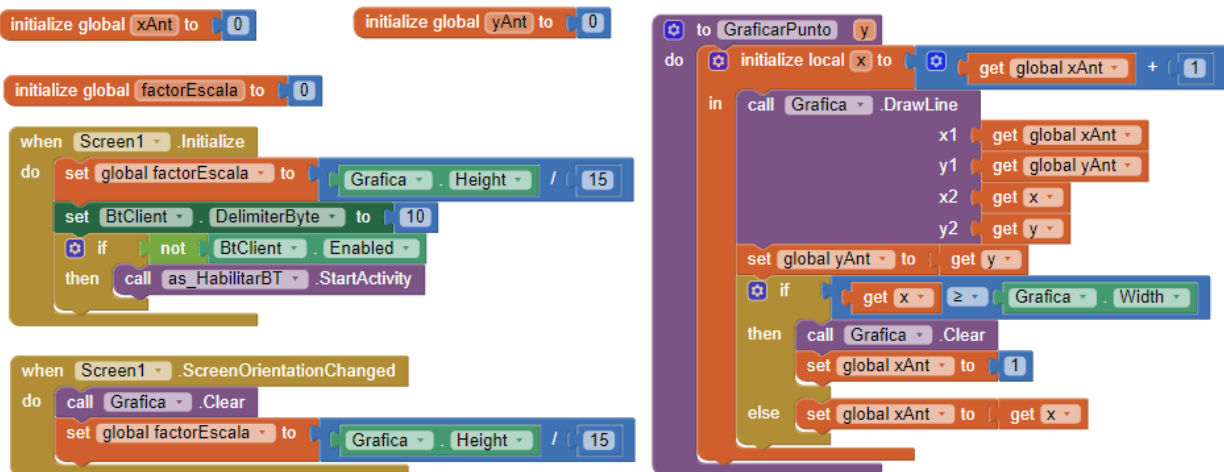 initialize global xAnt to 0
initialize global yAnt to 0
initialize global factorEscala to 0
when Screen1 .Initialize
do set global factorEscala to Grafica . Height / 15
set BtClient . DelimiterByte to 10
if not BtClient . Enabled
then call as_HabilitarBT .StartActivity
when Screen1 .ScreenOrientationChanged
do call Grafica .Clear
set global factorEscala to Grafica . Height / 15
to GraficarPunto y
do initialize local x to get global xAnt + 1
in call Grafica .DrawLine
x1 get global xAnt
y1 get global yAnt
x2 get x
y2 get y
set global yAnt to get y
if get x ≥ Grafica . Width
then call Grafica .Clear
set global xAnt to 1
else set global xAnt to get x